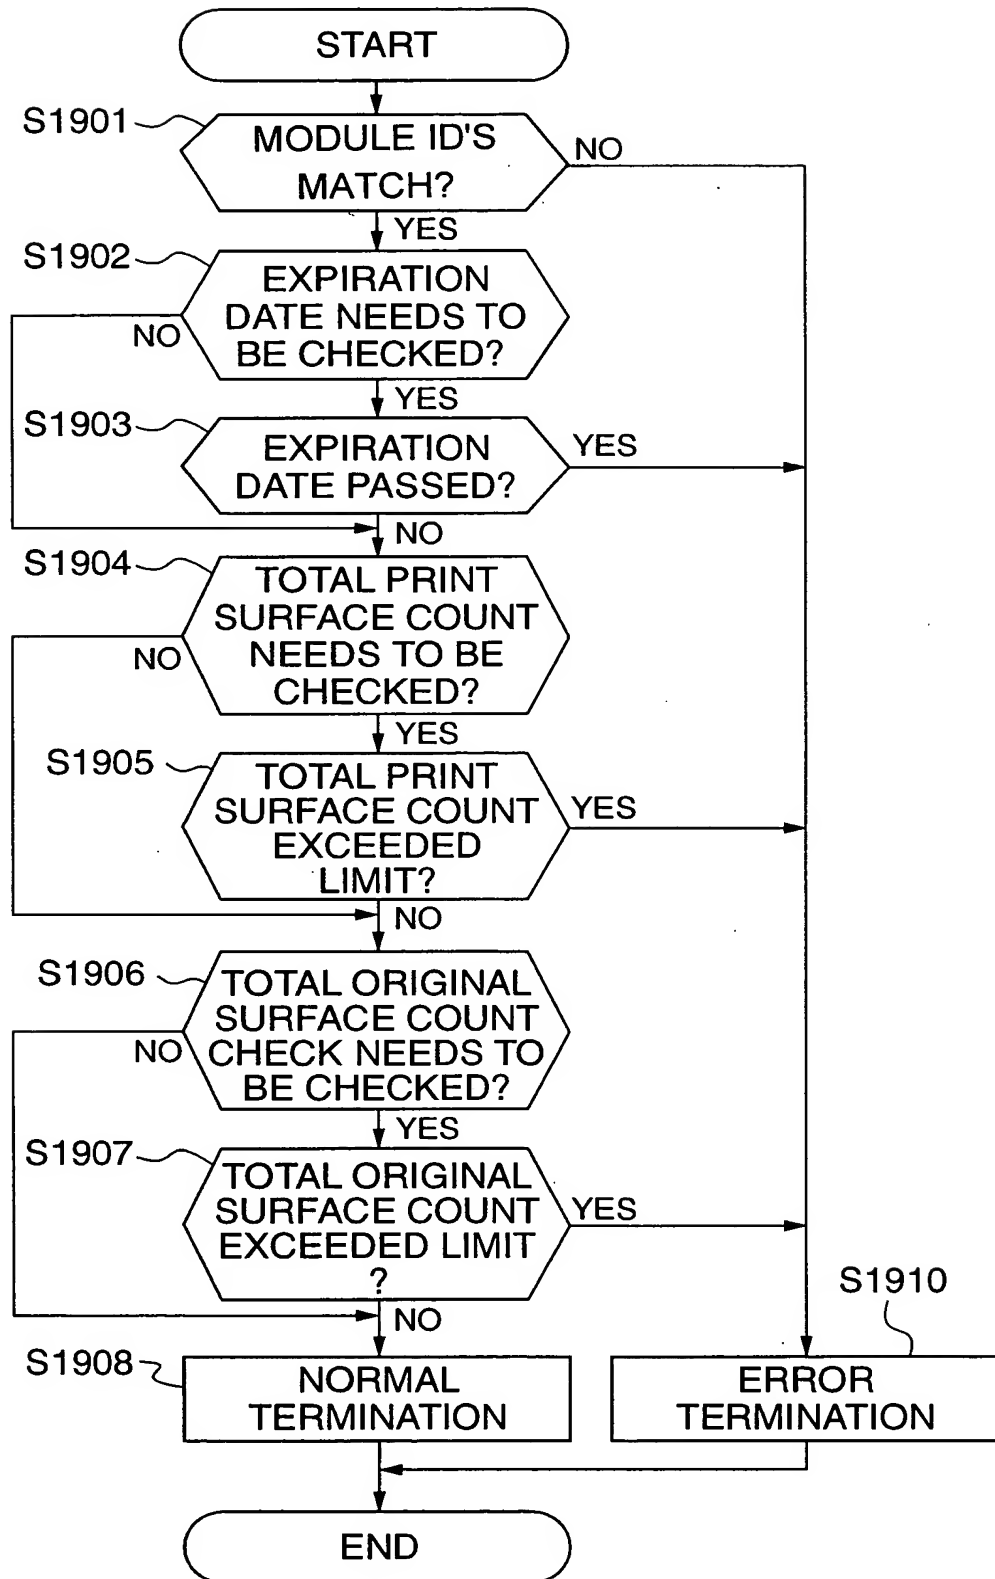 START
S1901
MODULE ID'S
MATCH?
NO
YES
S1902
EXPIRATION
DATE NEEDS TO
BE CHECKED?
NO
YES
S1903
EXPIRATION
DATE PASSED?
YES
NO
S1904
TOTAL PRINT
SURFACE COUNT
NEEDS TO BE
CHECKED?
NO
YES
S1905
TOTAL PRINT
SURFACE COUNT
EXCEEDED
LIMIT?
YES
NO
S1906
TOTAL ORIGINAL
SURFACE COUNT
CHECK NEEDS TO
BE CHECKED?
NO
YES
S1907
TOTAL ORIGINAL
SURFACE COUNT
EXCEEDED LIMIT
?
YES
NO
S1908
NORMAL
TERMINATION
S1910
ERROR
TERMINATION
END